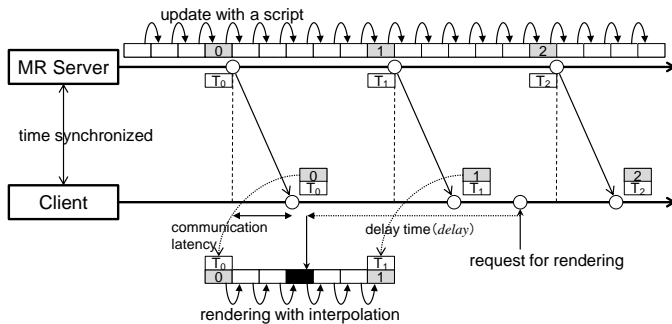 update with a script
0
1
2
MR Server
T0
T1
T2
time synchronized
0
T0
1
T1
2
T2
Client
communication
latency
delay time(delay)
request for rendering
T0
0
T1
1
rendering with interpolation